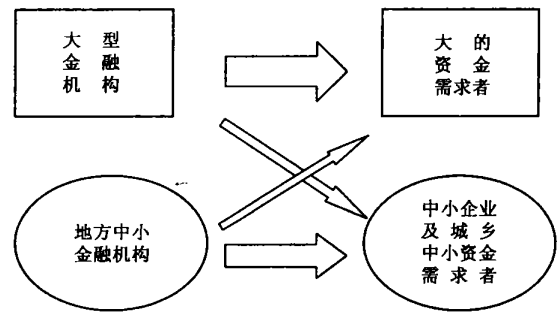 大型
金融
机构
大的
资金
需求者
地方中小
金融机构
中小企业
及城乡
中小资金
需求者